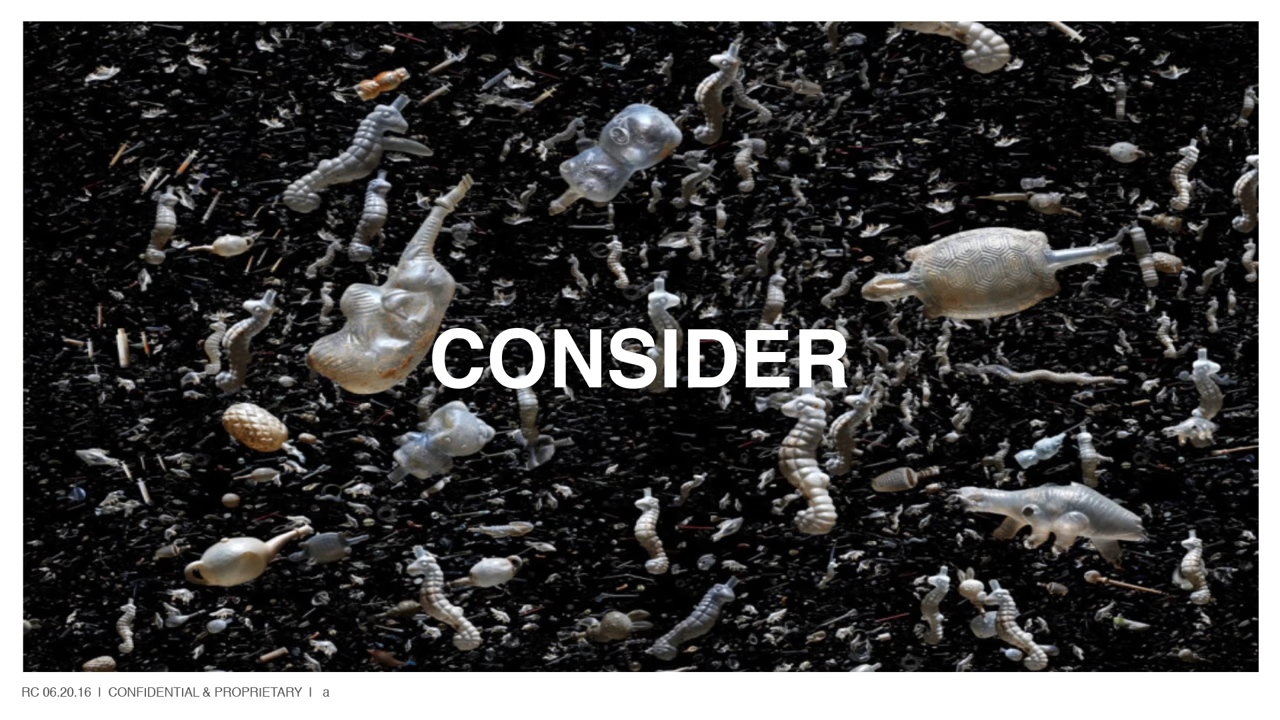 CONSIDER
RC 06.20.16 | CONFIDENTIAL & PROPRIETARY | a